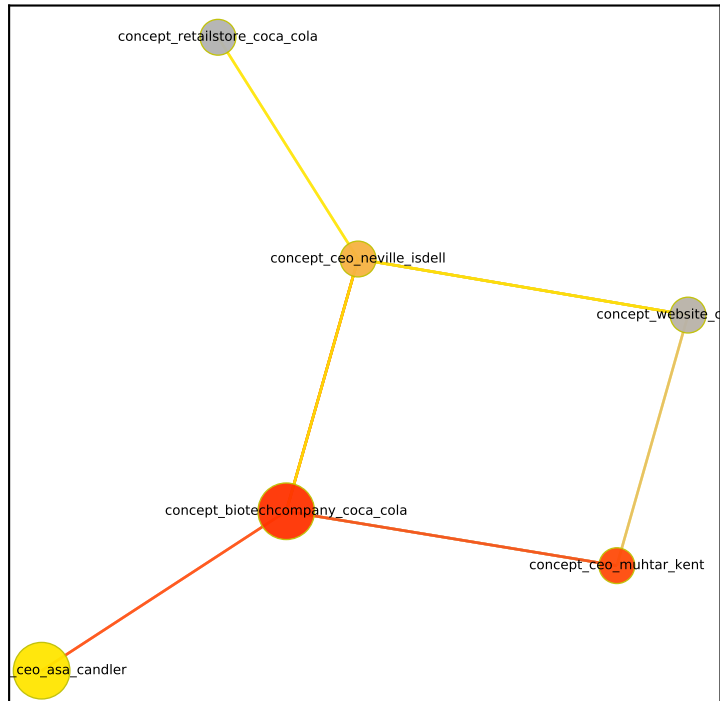 concept_retailstore_coca_cola
concept_ceo_neville_isdell
concept_website_c
concept_biotechcompany_coca_cola
concept_ceo_muhtar_kent
_ceo_asa_candler